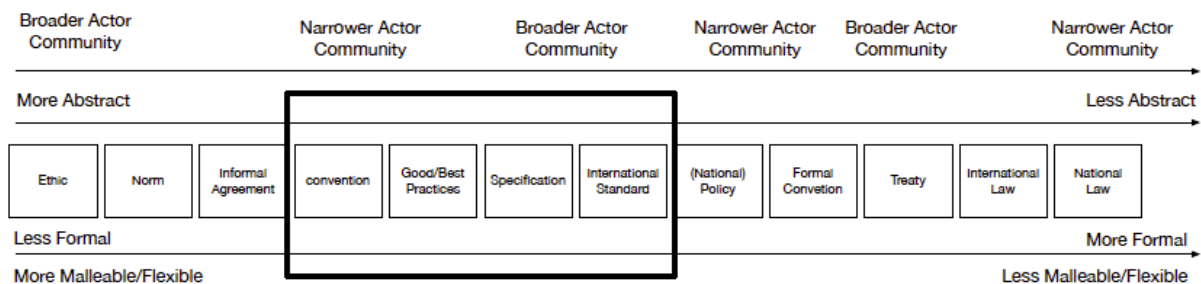 Broader Actor
Community
Narrower Actor
Community
Broader Actor
Community
Narrower Actor
Community
Broader Actor
Community
Narrower Actor
Community
More Abstract
Less Abstract
Ethic
Norm
Informal
Agreement
convention
Good/Best
Practices
Specification
International
Standard
(National)
Policy
Formal
Convetion
Treaty
International
Law
National
Law
Less Formal
More Formal
More Malleable/Flexible
Less Malleable/Flexible